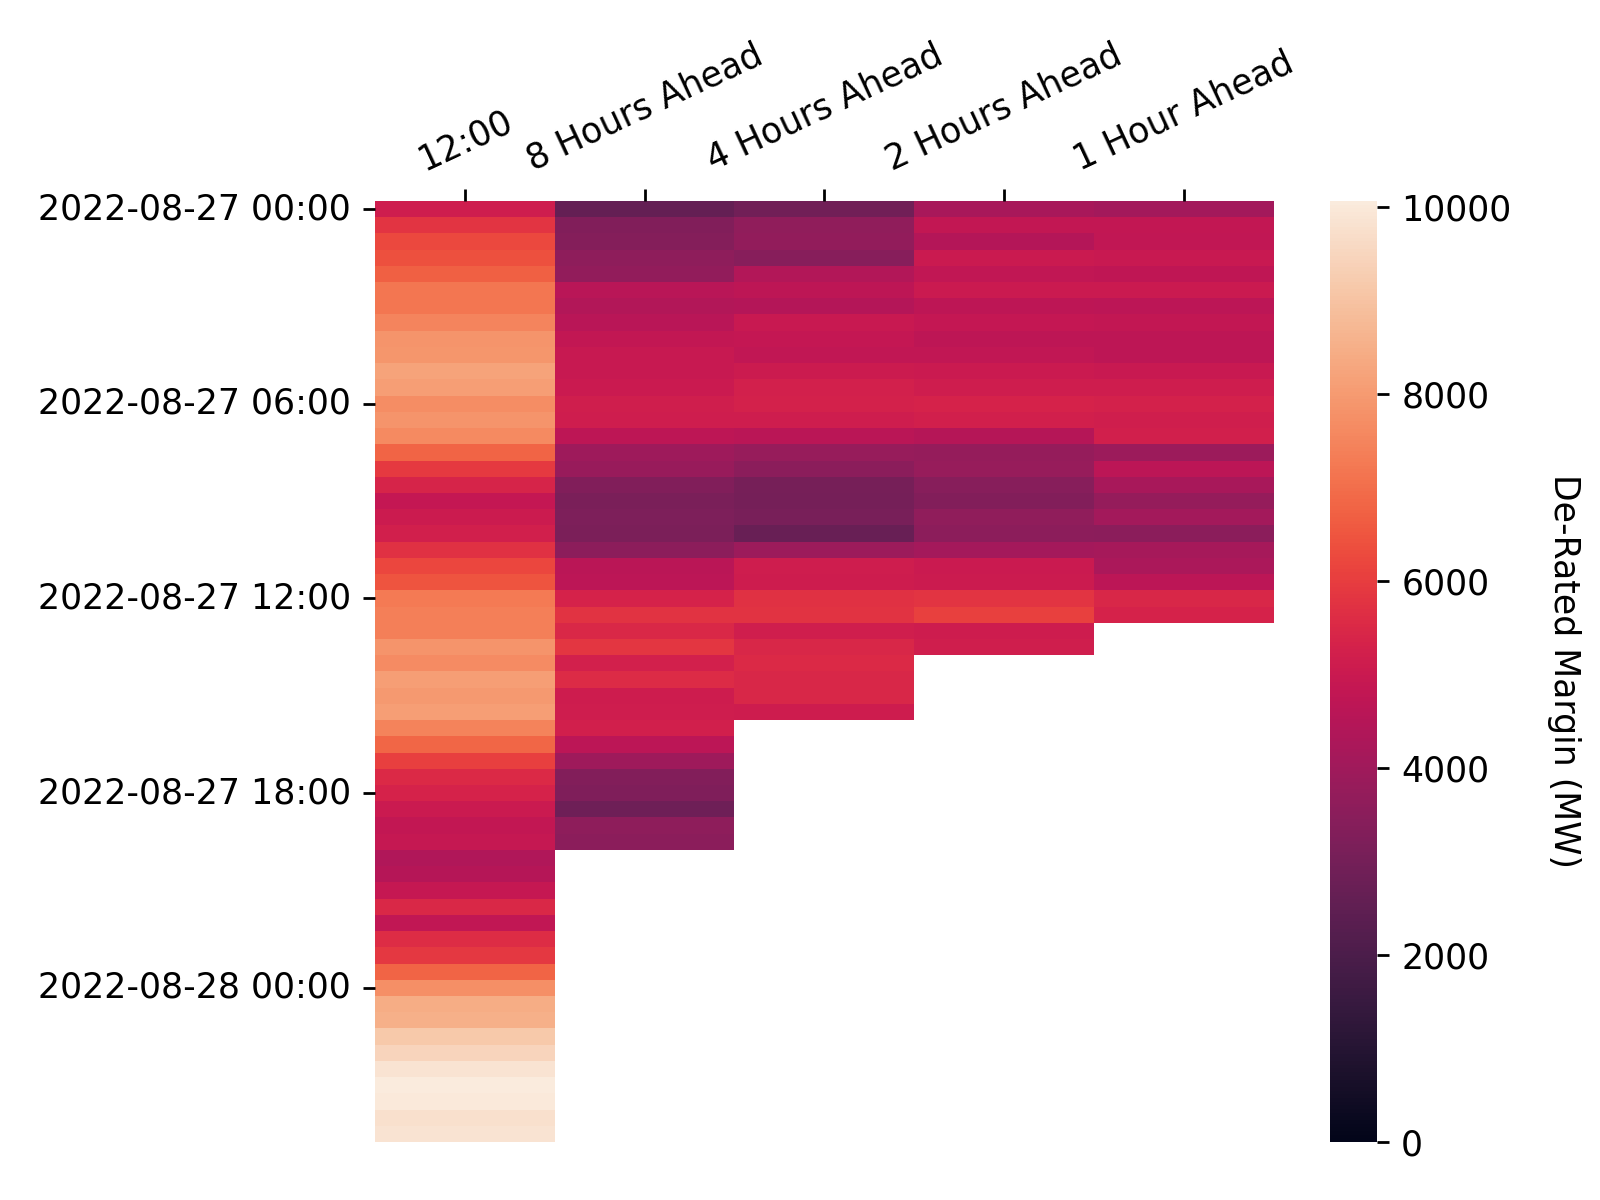 12:00
8 Hours Ahead
4 Hours Ahead
2 Hours Ahead
1 Hour Ahead
2022-08-27 00:00
2022-08-27 06:00
2022-08-27 12:00
2022-08-27 18:00
2022-08-28 00:00
10000
8000
6000
4000
2000
0
De-Rated Margin (MW)